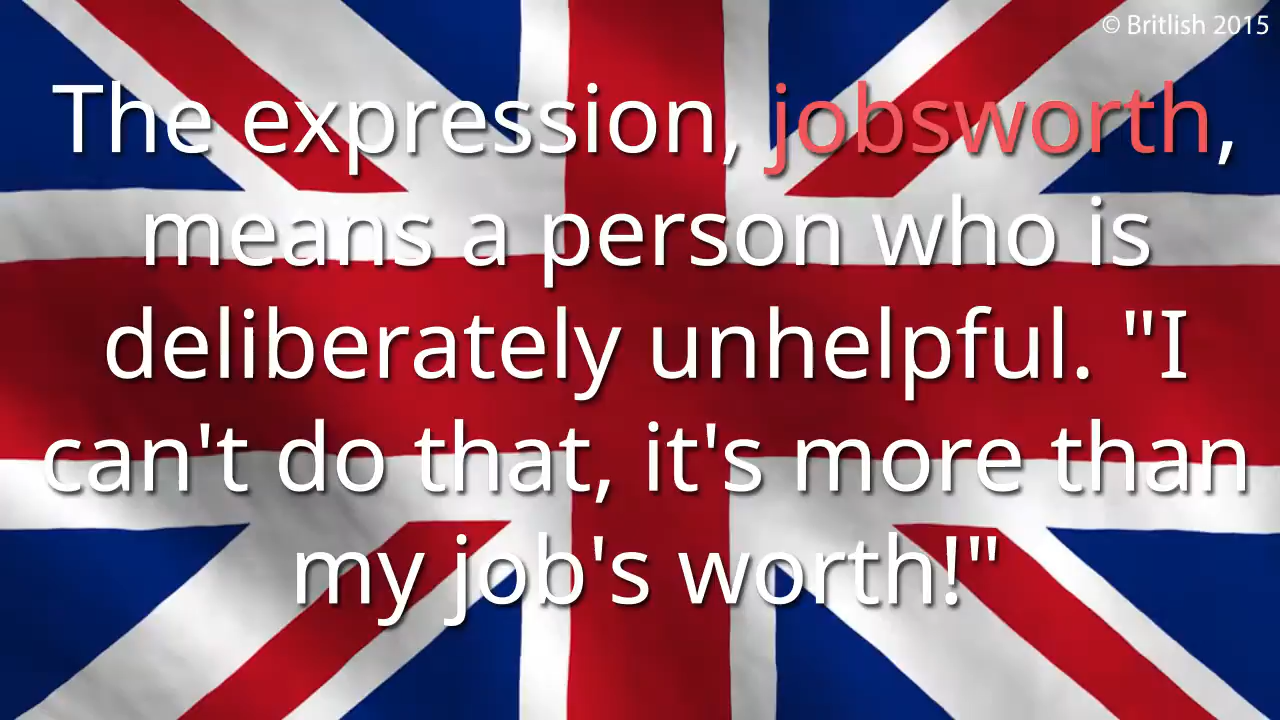 © Britlish 2015
The expression, jobsworth,
means a person who is
deliberately unhelpful. "I
can't do that, it's more than
my job's worth!"